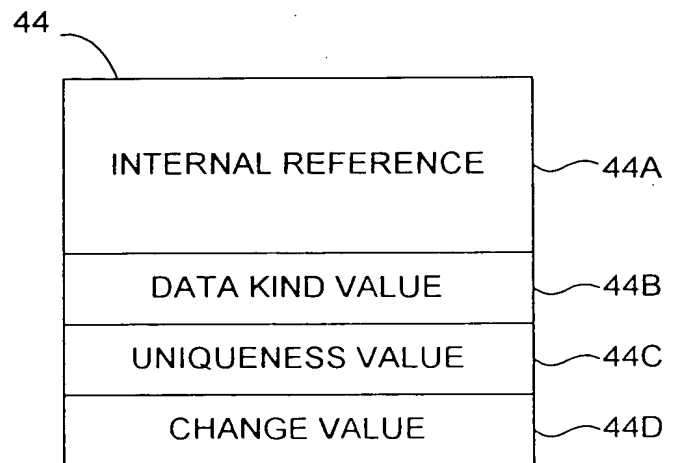 44
INTERNAL REFERENCE 44A
DATA KIND VALUE 44B
UNIQUENESS VALUE 44C
CHANGE VALUE 44D